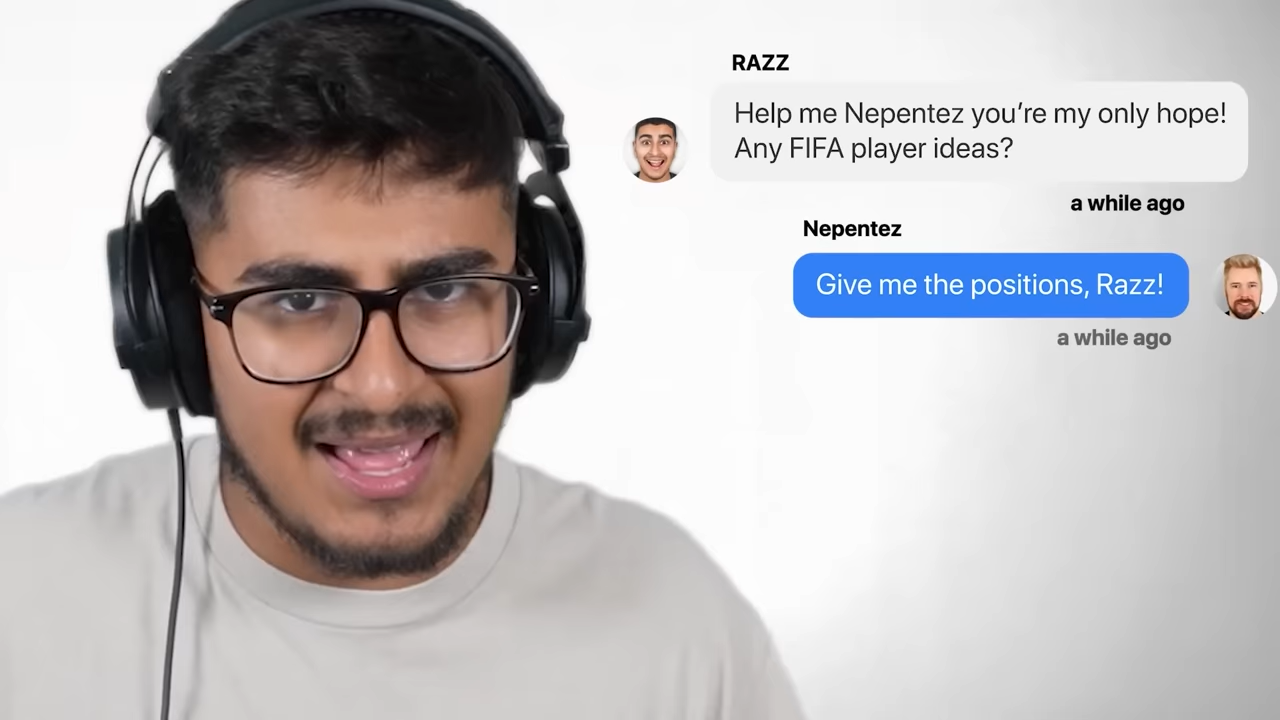 RAZZ
Help me Nepentez you’re my only hope!
Any FIFA player ideas?
a while ago
Nepentez
Give me the positions, Razz!
a while ago